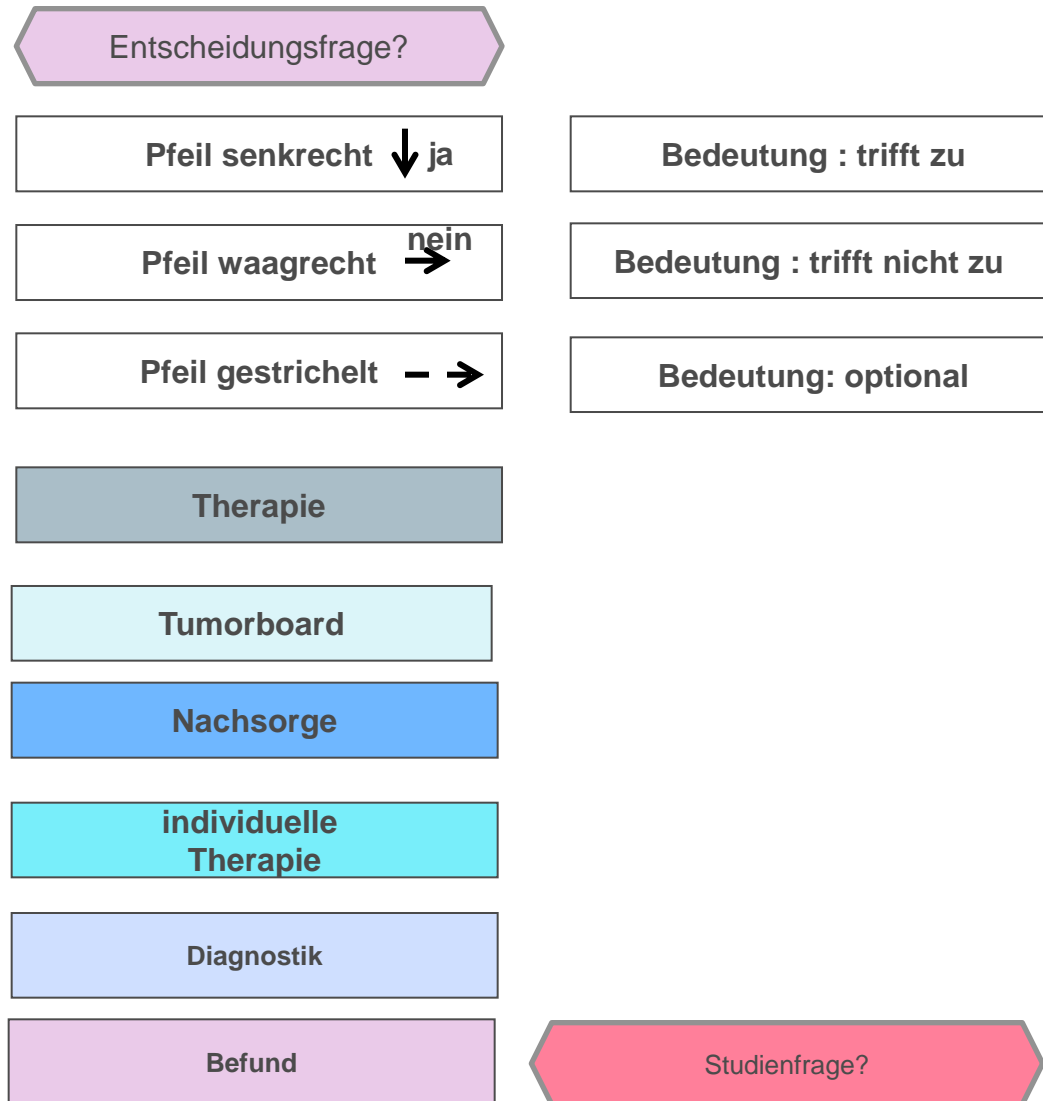 Entscheidungsfrage?
Pfeil senkrecht ja
Bedeutung : trifft zu
nein
Pfeil waagrecht
Bedeutung : trifft nicht zu
Pfeil gestrichelt
Bedeutung: optional
Therapie
Tumorboard
Nachsorge
individuelle
Therapie
Diagnostik
Befund
Studienfrage?